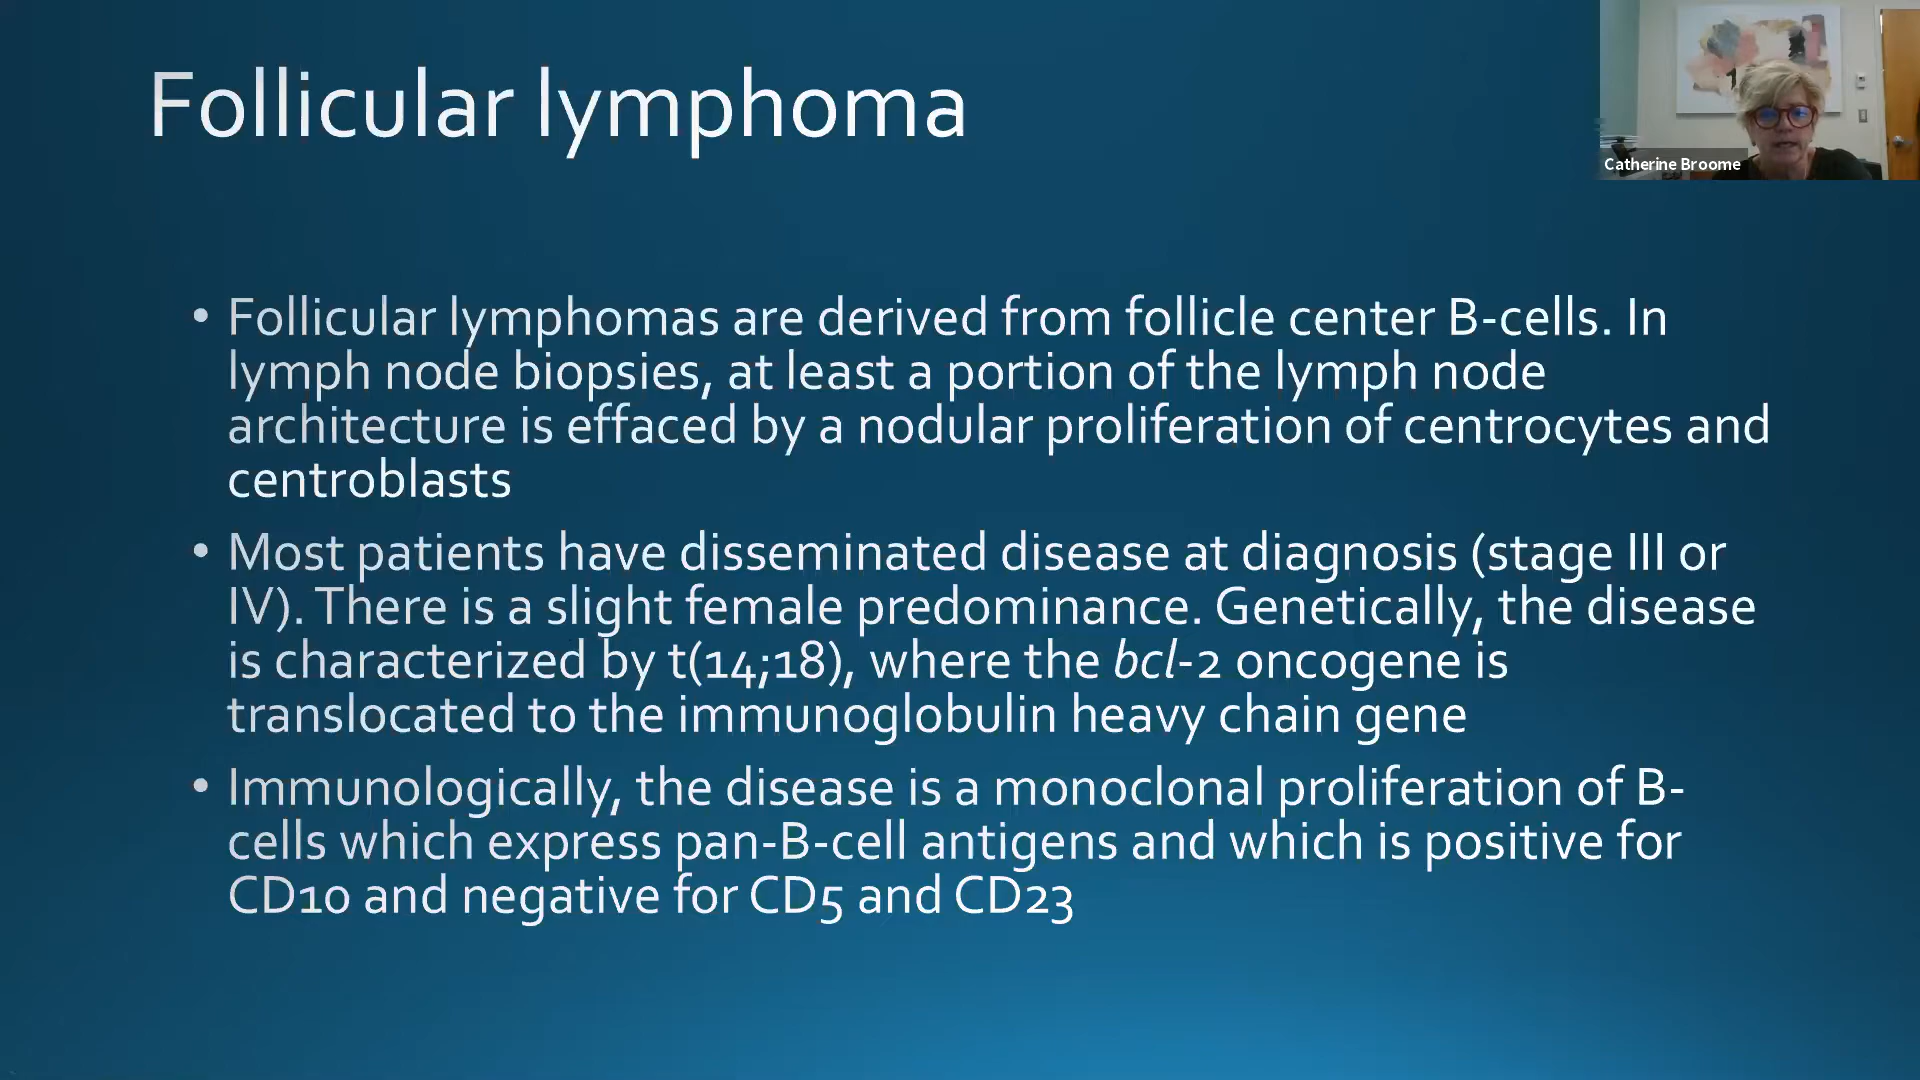 Follicular lymphoma
Catherine Broome
• Follicular lymphomas are derived from follicle center B-cells. In
lymph node biopsies, at least a portion of the lymph node
architecture is effaced by a nodular proliferation of centrocytes and
centroblasts
• Most patients have disseminated disease at diagnosis (stage III or
IV). There is a slight female predominance. Genetically, the disease
is characterized by t(14;18), where the bcl-2 oncogene is
translocated to the immunoglobulin heavy chain gene
• Immunologically, the disease is a monoclonal proliferation of B-
cells which express pan-B-cell antigens and which is positive for
CD10 and negative for CD5 and CD23